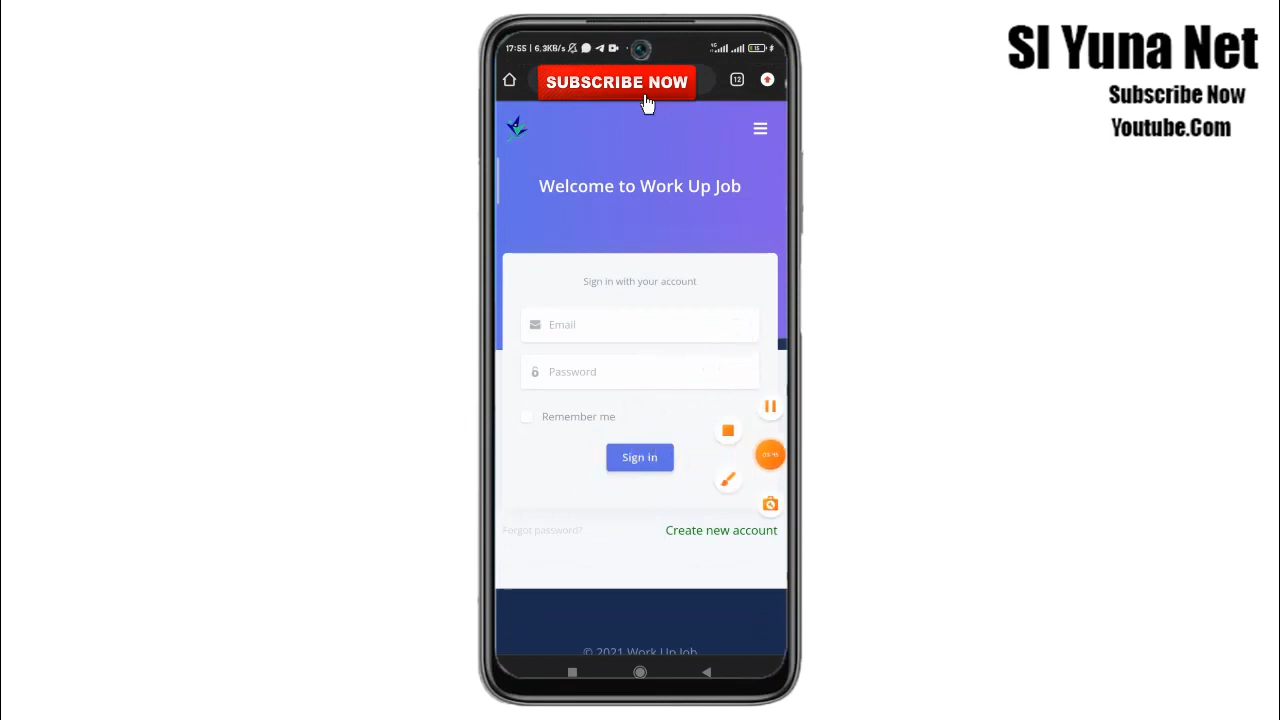 SI Yuna Net
Subscribe Now
Youtube.Com
17:55 | 6.3KB/s
SUBSCRIBE NOW
12
Welcome to Work Up Job
Sign in with your account
Email
Password
Remember me
Sign in
Forgot password?
Create new account
© 2021 Work Up Job